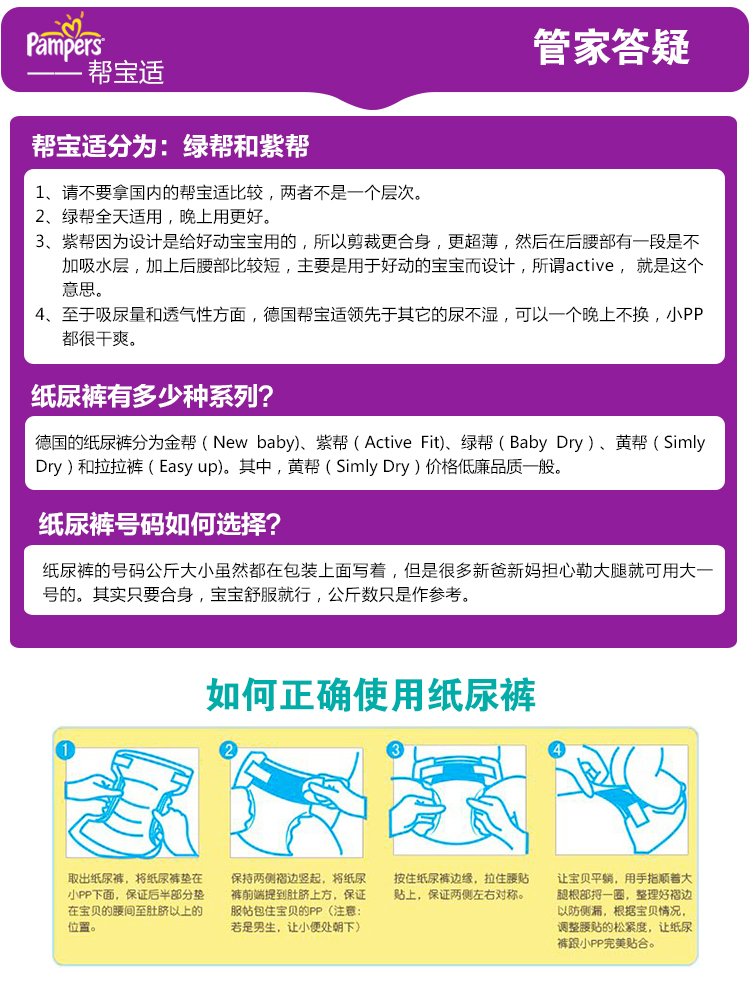 Pampers
—— 帮宝适
管家答疑
帮宝适分为：绿帮和紫帮
1、请不要拿国内的帮宝适比较，两者不是一个层次。
2、绿帮全天适用，晚上用更好。
3、紫帮因为设计是给好动宝宝用的，所以剪裁更合身，更超薄，然后在后腰部有一段是不
加吸水层，加上后腰部比较短，主要是用于好动的宝宝而设计，所谓active， 就是这个
意思。
4、至于吸尿量和透气性方面，德国帮宝适领先于其它的尿不湿，可以一个晚上不换，小PP
都很干爽。
纸尿裤有多少种系列？
德国的纸尿裤分为金帮（New baby)、紫帮（Active Fit)、绿帮（Baby Dry）、黄帮（Simly
Dry）和拉拉裤（Easy up)。其中，黄帮（Simly Dry）价格低廉品质一般。
纸尿裤号码如何选择？
纸尿裤的号码公斤大小虽然都在包装上面写着，但是很多新爸新妈担心勒大腿就可用大一
号的。其实只要合身，宝宝舒服就行，公斤数只是作参考。
如何正确使用纸尿裤
1
取出纸尿裤，将纸尿裤垫在
小PP下面，保证后半部分垫
在宝贝的腰间至肚脐以上的
位置。
2
保持两侧褶边竖起，将纸尿
裤前端提到肚脐上方，保证
服帖包住宝贝的PP（注意：
若是男生，让小便处朝下）
3
按住纸尿裤边缘，拉住腰贴
贴上，保证两侧左右对称。
4
让宝贝平躺，用手指顺着大
腿根部捋一圈，整理好褶边
以防侧漏，根据宝贝情况，
调整腰贴的松紧度，让纸尿
裤跟小PP完美贴合。